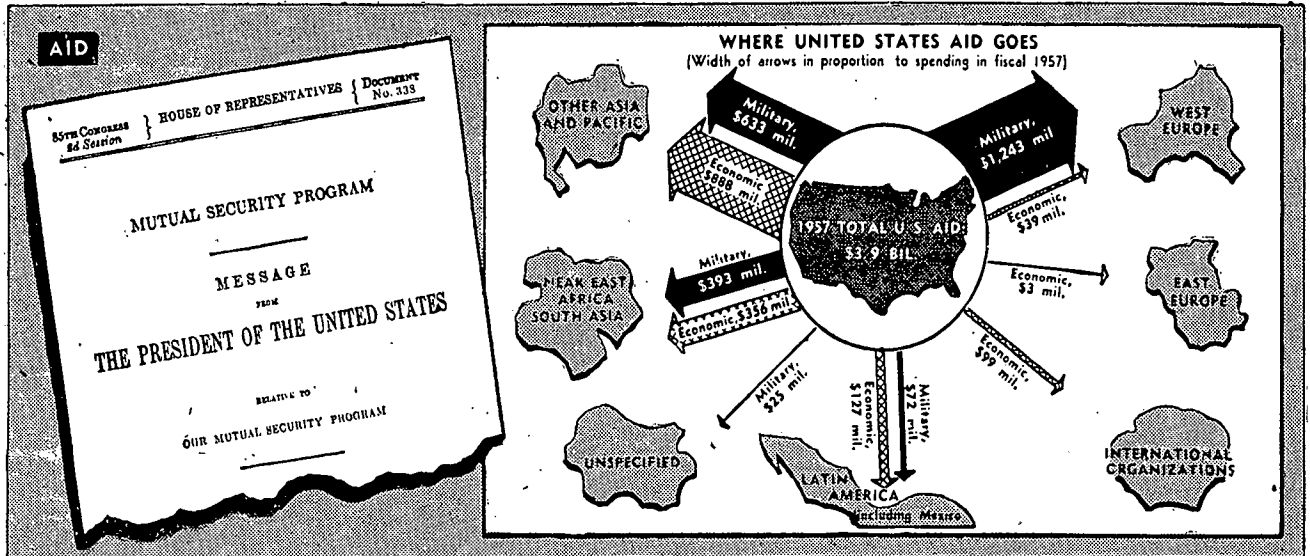 AID
85TH CONGRESS
2d Session
} HOUSE OF REPRESENTATIVES {
DOCUMENT
No. 338
MUTUAL SECURITY PROGRAM
MESSAGE
FROM
THE PRESIDENT OF THE UNITED STATES
RELATIVE TO
OUR MUTUAL SECURITY PROGRAM
WHERE UNITED STATES AID GOES
(Width of arrows in proportion to spending in fiscal 1957)
OTHER ASIA
AND PACIFIC
Military,
$633 mil.
Economic
$888 mil
Military,
$1,243 mil
WEST
EUROPE
Economic,
$39 mil.
1957 TOTAL U.S. AID:
$3.9 BIL.
NEAR EAST
AFRICA
SOUTH ASIA
Military,
$393 mil.
Economic, $356 mil
Economic,
$3 mil.
EAST
EUROPE
Military,
$25 mil.
UNSPECIFIED
Economic,
$127 mil.
Military,
$72 mil.
LATIN
AMERICA
including Mexico
Economic,
$99 mil.
INTERNATIONAL
ORGANIZATIONS